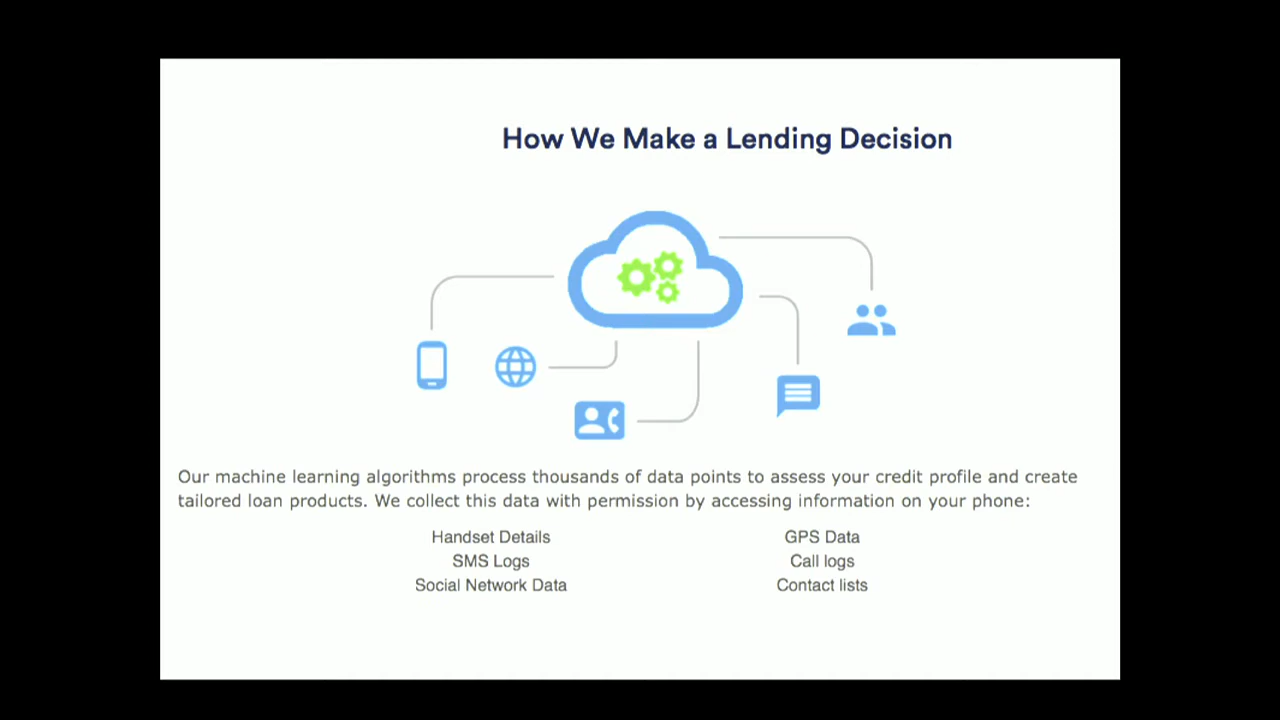 How We Make a Lending Decision
Our machine learning algorithms process thousands of data points to assess your credit profile and create
tailored loan products. We collect this data with permission by accessing information on your phone:
Handset Details
SMS Logs
Social Network Data
GPS Data
Call logs
Contact lists